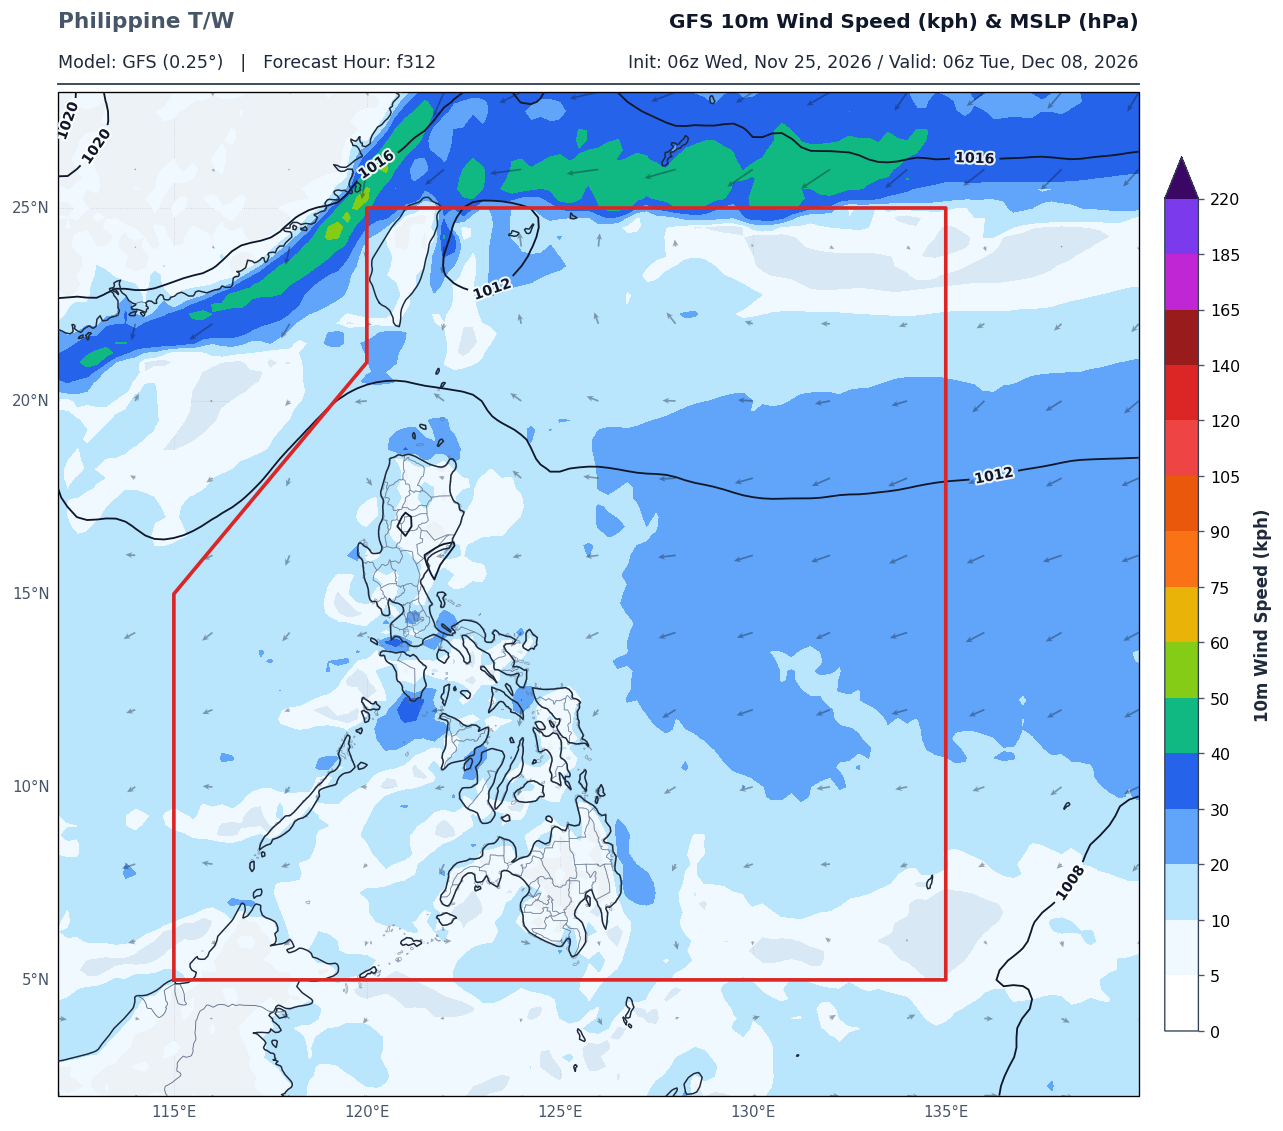 Philippine T/W
GFS 10m Wind Speed (kph) & MSLP (hPa)
Model: GFS (0.25°)   |   Forecast Hour: f312
Init: 06z Wed, Nov 25, 2026 / Valid: 06z Tue, Dec 08, 2026
1020
1020
1016
1016
1012
1012
1008
25°N
20°N
15°N
10°N
5°N
115°E
120°E
125°E
130°E
135°E
220
185
165
140
120
105
90
75
60
50
40
30
20
10
5
0
10m Wind Speed (kph)